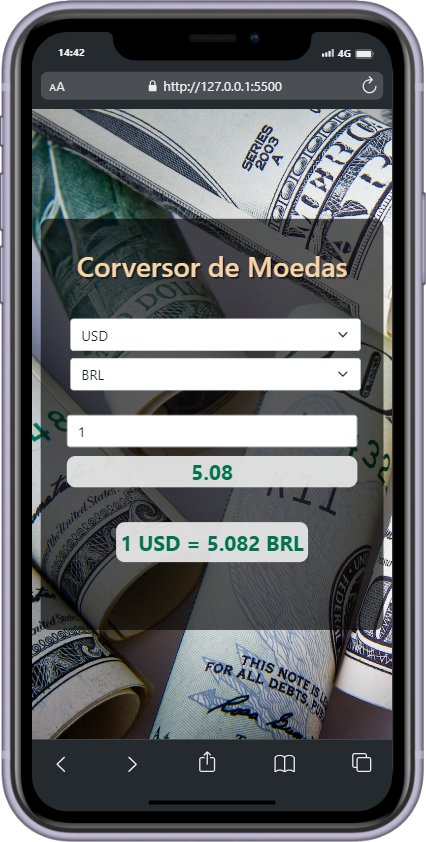 14:42
4G
AA
http://127.0.0.1:5500
SERIES
2003
A
Corversor de Moedas
USD
BRL
1
5.08
1 USD = 5.082 BRL
THIS NOTE IS
FOR ALL DEBTS, PU